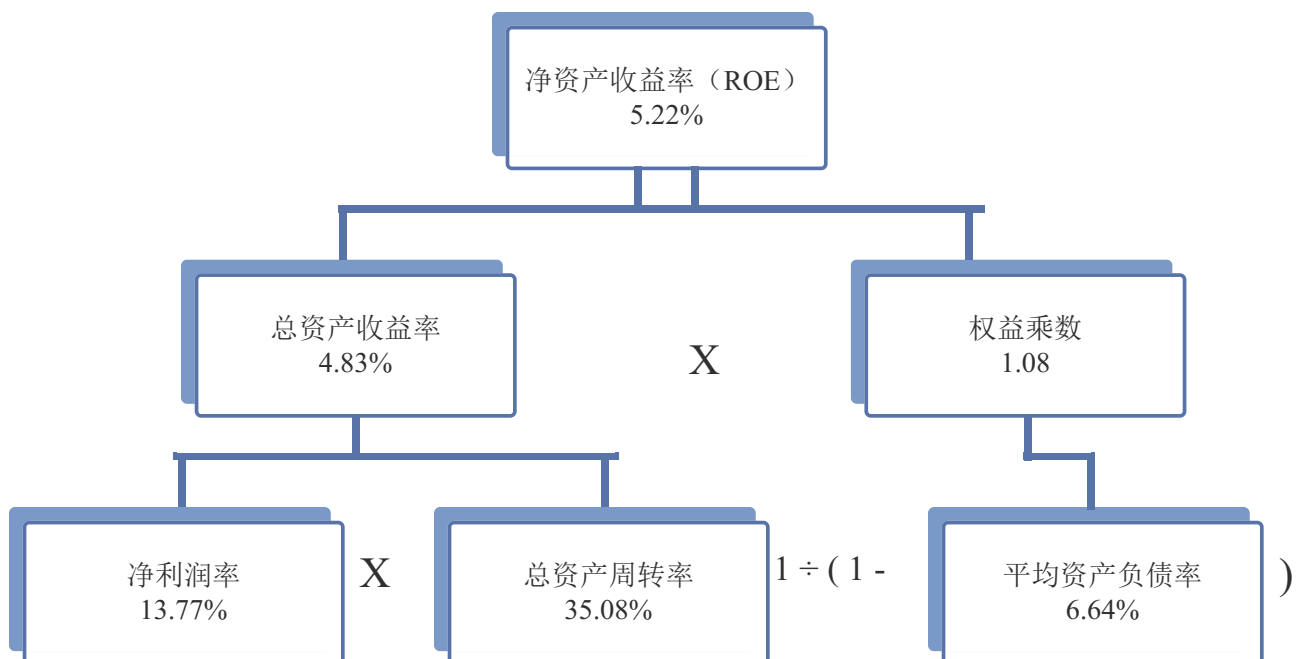 净资产收益率（ROE）
5.22%
总资产收益率
4.83%
X
权益乘数
1.08
净利润率
13.77%
X
总资产周转率
35.08%
1 ÷ ( 1 -
平均资产负债率
6.64%
)